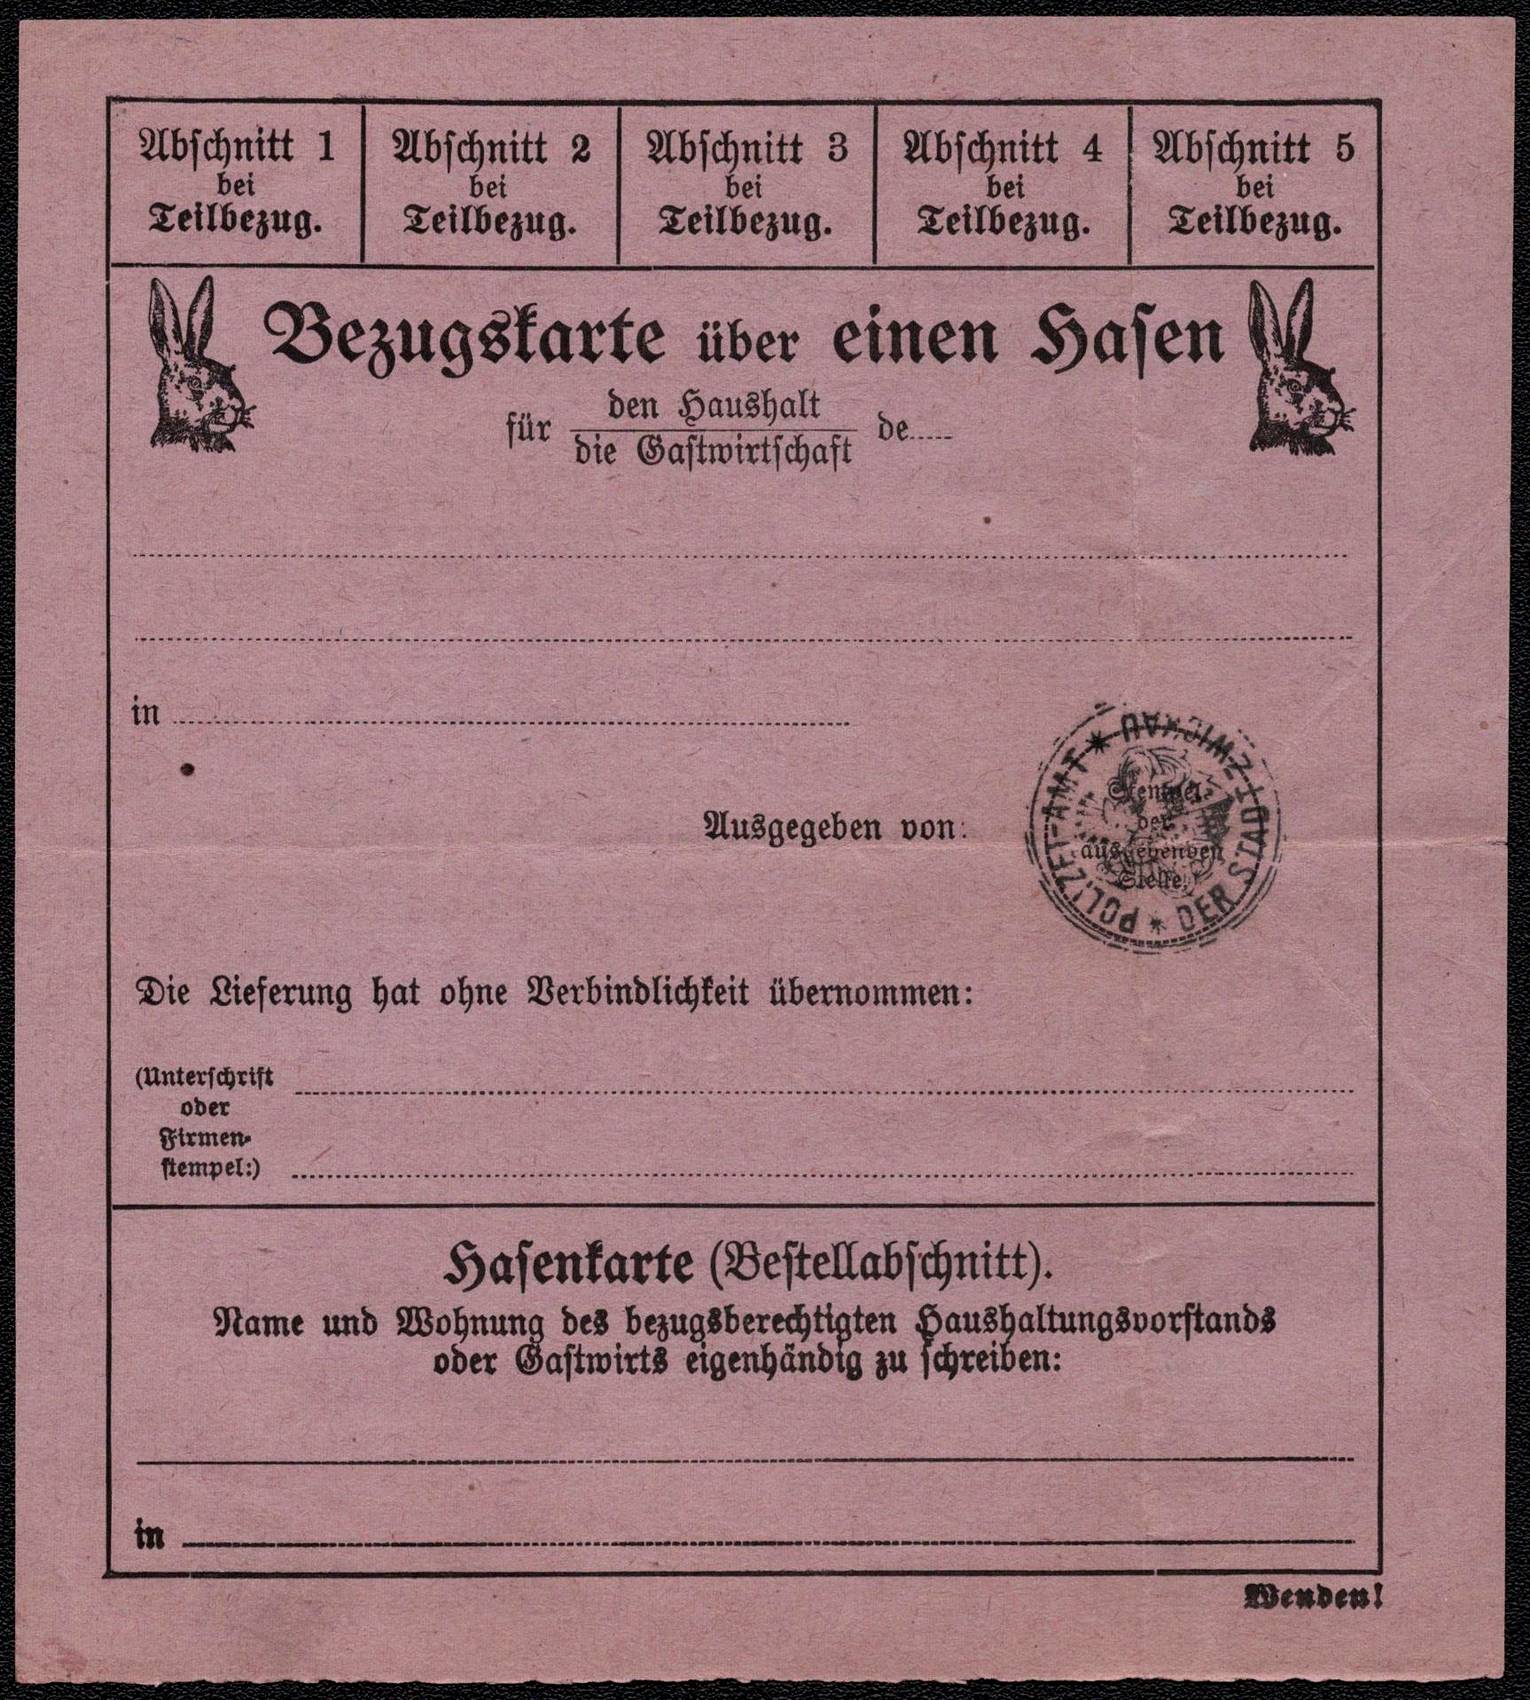 Abschnitt 1
bei
Teilbezug.
Abschnitt 2
bei
Teilbezug.
Abschnitt 3
bei
Teilbezug.
Abschnitt 4
bei
Teilbezug.
Abschnitt 5
bei
Teilbezug.
Bezugskarte über einen Hasen
für den Haushalt de.....
die Gastwirtschaft
in
Ausgegeben von:
Stempel
der
ausgebenden
Stelle.
POLIZEI-AMT * DER STADT ZWICKAU *
Die Lieferung hat ohne Verbindlichkeit übernommen:
(Unterschrift
oder
Firmen-
stempel:)
Hasenkarte (Bestellabschnitt).
Name und Wohnung des bezugsberechtigten Haushaltungsvorstands
oder Gastwirts eigenhändig zu schreiben:
in
Wenden!